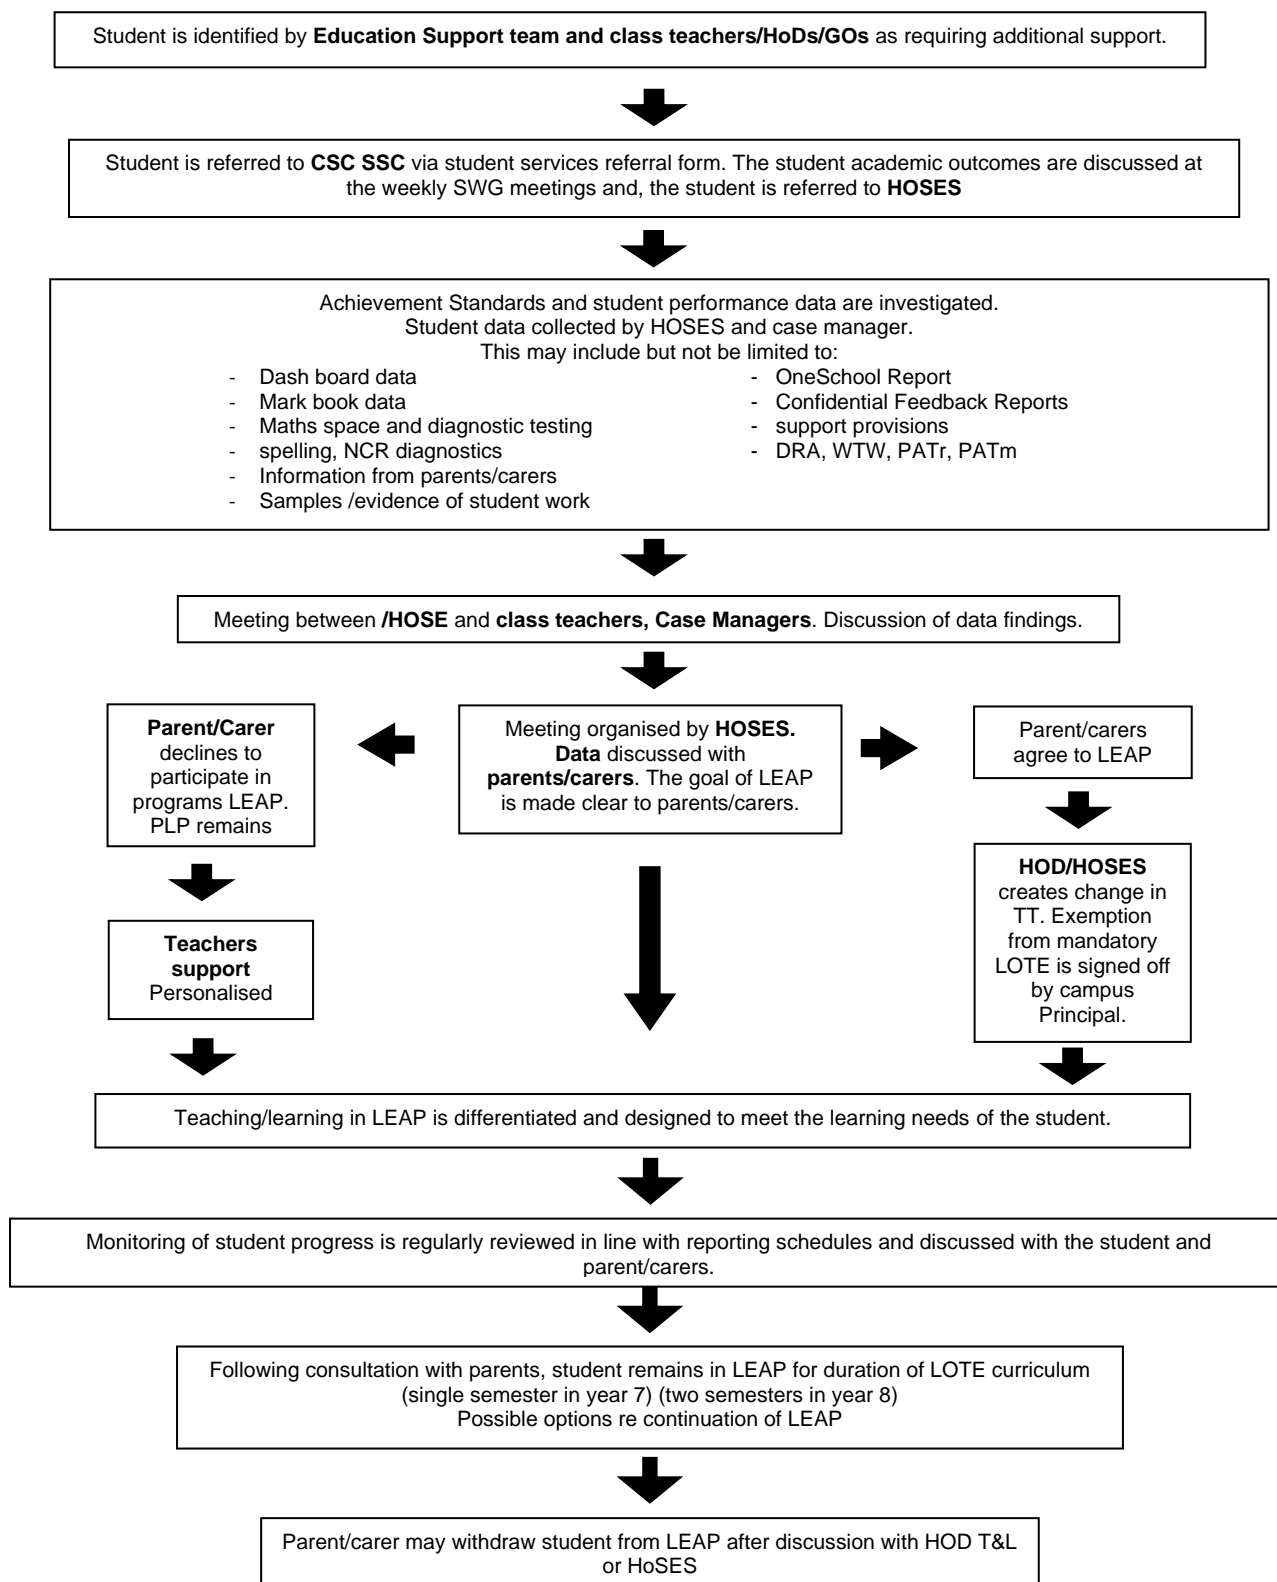 Student is identified by Education Support team and class teachers/HoDs/GOs as requiring additional support.
Student is referred to CSC SSC via student services referral form. The student academic outcomes are discussed at
the weekly SWG meetings and, the student is referred to HOSES
Achievement Standards and student performance data are investigated.
Student data collected by HOSES and case manager.
This may include but not be limited to:
- Dash board data
- Mark book data
- Maths space and diagnostic testing
- spelling, NCR diagnostics
- Information from parents/carers
- Samples /evidence of student work
- OneSchool Report
- Confidential Feedback Reports
- support provisions
- DRA, WTW, PATr, PATm
Meeting between /HOSE and class teachers, Case Managers. Discussion of data findings.
Parent/Carer
declines to
participate in
programs LEAP.
PLP remains
Meeting organised by HOSES.
Data discussed with
parents/carers. The goal of LEAP
is made clear to parents/carers.
Parent/carers
agree to LEAP
Teachers
support
Personalised
HOD/HOSES
creates change in
TT. Exemption
from mandatory
LOTE is signed off
by campus
Principal.
Teaching/learning in LEAP is differentiated and designed to meet the learning needs of the student.
Monitoring of student progress is regularly reviewed in line with reporting schedules and discussed with the student and
parent/carers.
Following consultation with parents, student remains in LEAP for duration of LOTE curriculum
(single semester in year 7) (two semesters in year 8)
Possible options re continuation of LEAP
Parent/carer may withdraw student from LEAP after discussion with HOD T&L
or HoSES